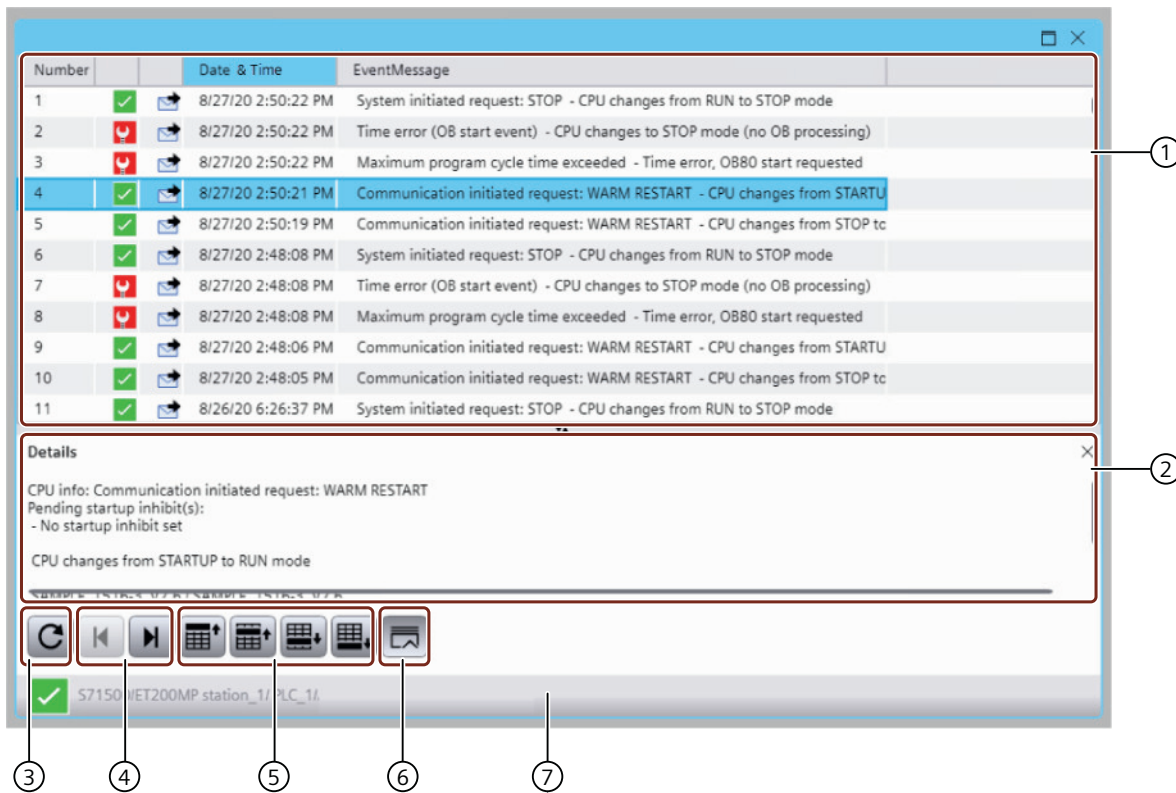 Number Date & Time EventMessage
1 8/27/20 2:50:22 PM System initiated request: STOP - CPU changes from RUN to STOP mode
2 8/27/20 2:50:22 PM Time error (OB start event) - CPU changes to STOP mode (no OB processing)
3 8/27/20 2:50:22 PM Maximum program cycle time exceeded - Time error, OB80 start requested
4 8/27/20 2:50:21 PM Communication initiated request: WARM RESTART - CPU changes from STARTU
5 8/27/20 2:50:19 PM Communication initiated request: WARM RESTART - CPU changes from STOP to
6 8/27/20 2:48:08 PM System initiated request: STOP - CPU changes from RUN to STOP mode
7 8/27/20 2:48:08 PM Time error (OB start event) - CPU changes to STOP mode (no OB processing)
8 8/27/20 2:48:08 PM Maximum program cycle time exceeded - Time error, OB80 start requested
9 8/27/20 2:48:06 PM Communication initiated request: WARM RESTART - CPU changes from STARTU
10 8/27/20 2:48:05 PM Communication initiated request: WARM RESTART - CPU changes from STOP to
11 8/26/20 6:26:37 PM System initiated request: STOP - CPU changes from RUN to STOP mode
1
Details
2
CPU info: Communication initiated request: WARM RESTART
Pending startup inhibit(s):
- No startup inhibit set
CPU changes from STARTUP to RUN mode
station_1/
3 4 5 6 7